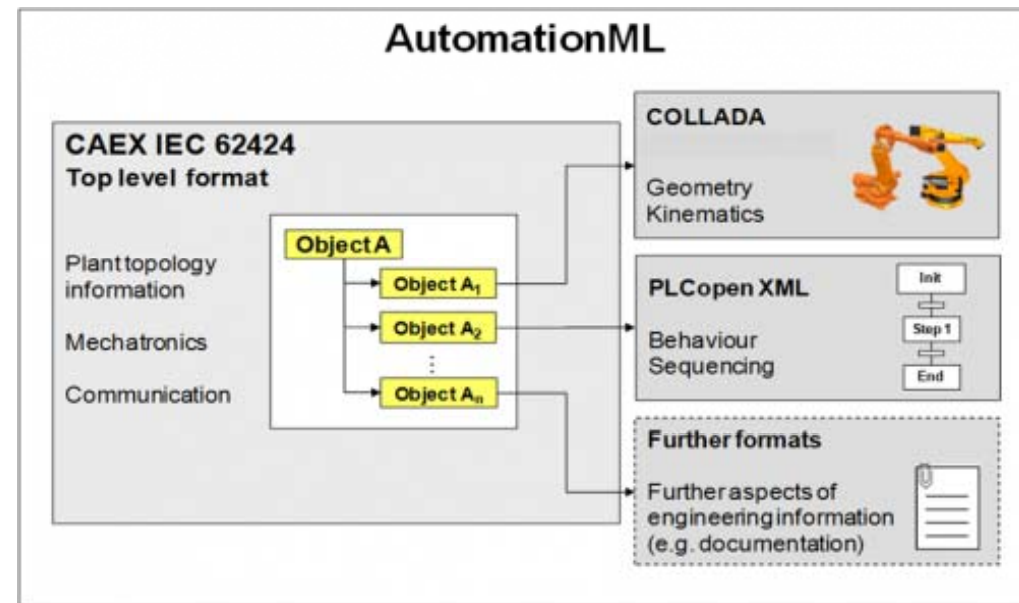 AutomationML
CAEX IEC 62424
Top level format
Plant topology
information
Mechatronics
Communication
Object A
Object A₁
Object A₂
⋮
Object Aₙ
COLLADA
Geometry
Kinematics
PLCopen XML
Behaviour
Sequencing
Init
Step 1
End
Further formats
Further aspects of
engineering information
(e.g. documentation)